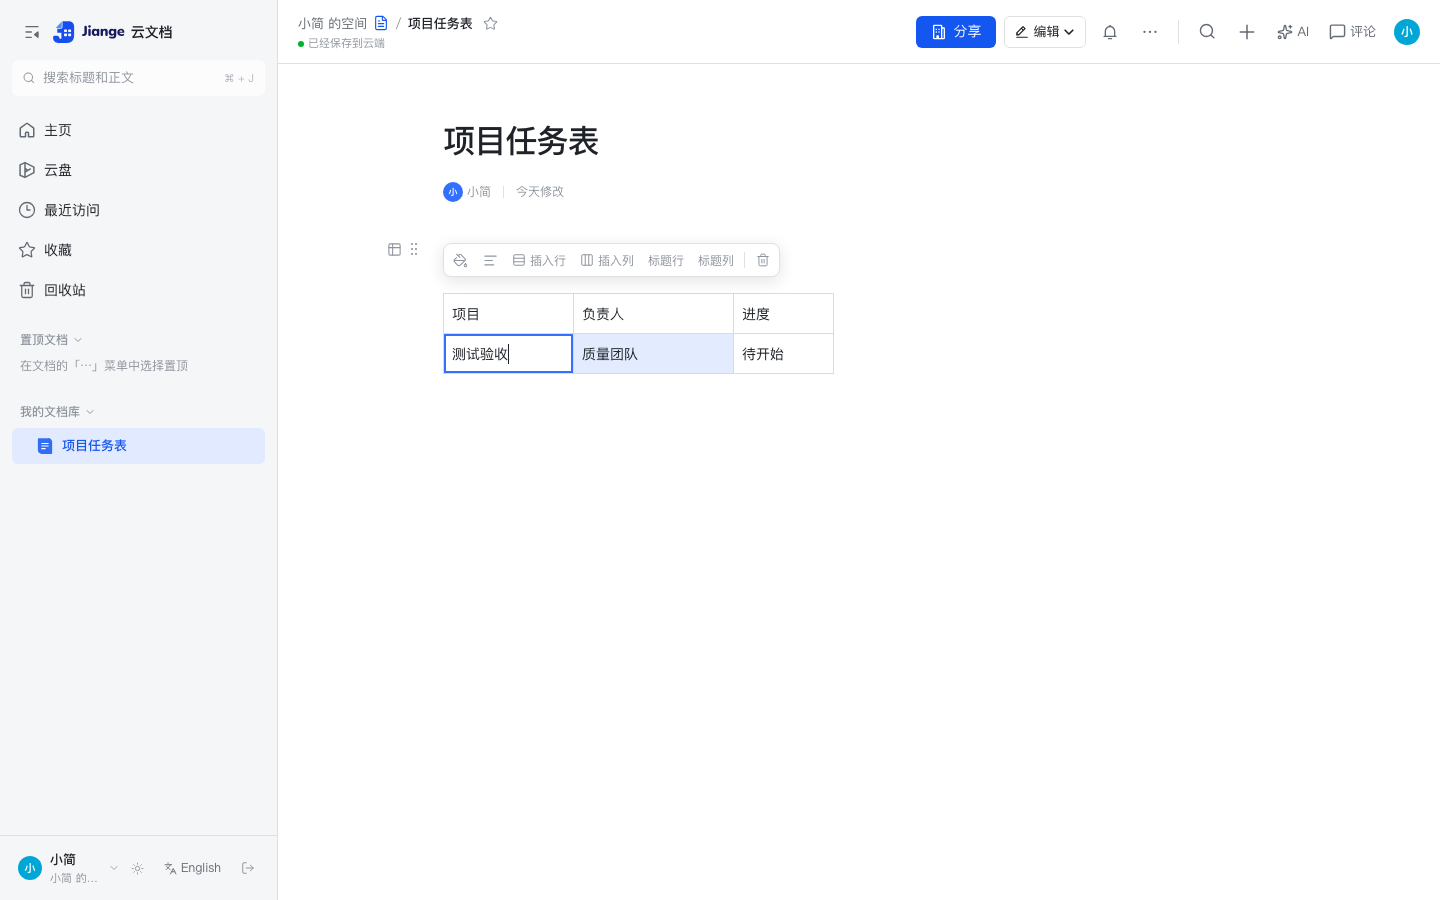 Jiange 云文档
搜索标题和正文 ⌘ + J
主页
云盘
最近访问
收藏
回收站
置顶文档
在文档的「···」菜单中选择置顶
我的文档库
项目任务表
小 小简
小简 的...
English
小简 的空间 / 项目任务表
已经保存到云端
分享
编辑
AI
评论
小
项目任务表
小 小简 今天修改
插入行 插入列 标题行 标题列
项目 负责人 进度
测试验收 质量团队 待开始